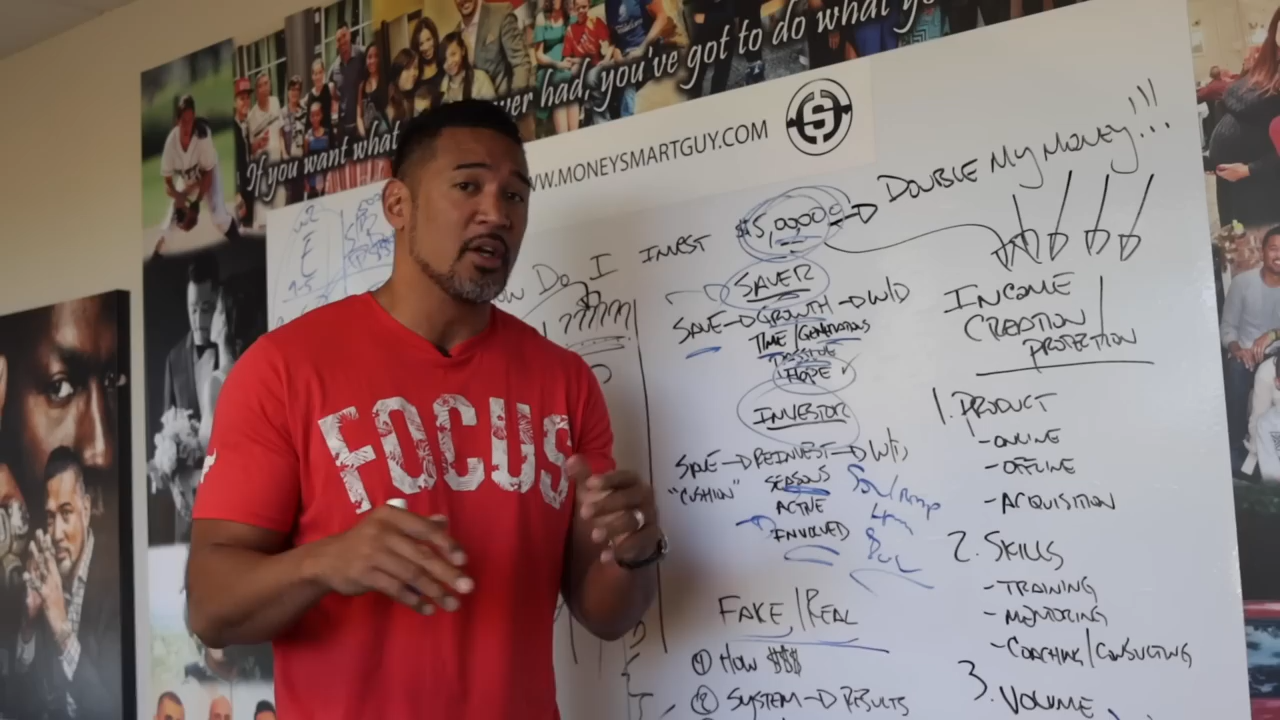 If you want what
ver had, you've got to do what yo
WWW.MONEYSMARTGUY.COM
FOCUS
How Do I INVEST $5,000 → DOUBLE MY MONEY!!!
???????
SAVER
SAVE → GROWTH → W/D
TIME/GENERATIONS
PASSIVE
HOPE
INVESTOR
SAVE → REINVEST → W/D
"CUSHION" SEASONS
ACTIVE
INVOLVED
FAKE/REAL
① HOW $$$
② SYSTEM → RESULTS
INCOME
CREATION/
PROTECTION
1. PRODUCT
- ONLINE
- OFFLINE
- ACQUISITION
2. SKILLS
- TRAINING
- MENTORING
- COACHING/CONSULTING
3. VOLUME